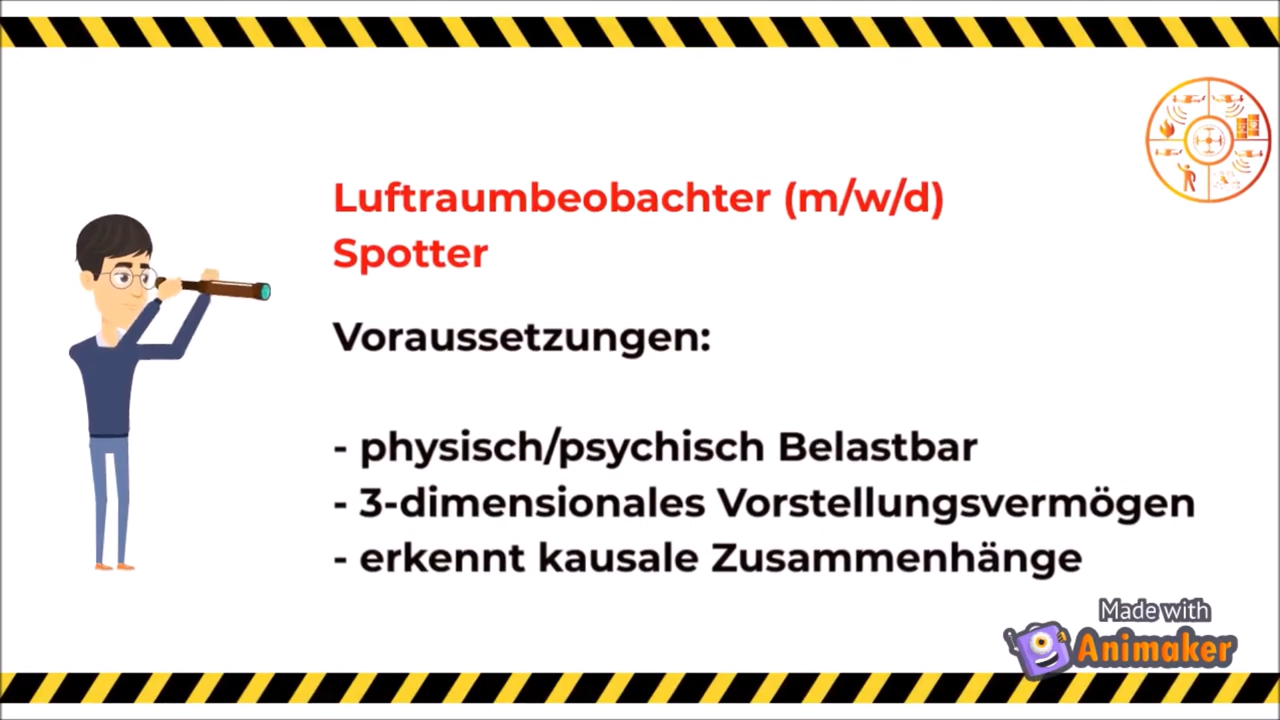 Luftraumbeobachter (m/w/d)
Spotter
Voraussetzungen:
- physisch/psychisch Belastbar
- 3-dimensionales Vorstellungsvermögen
- erkennt kausale Zusammenhänge
Made with
Animaker